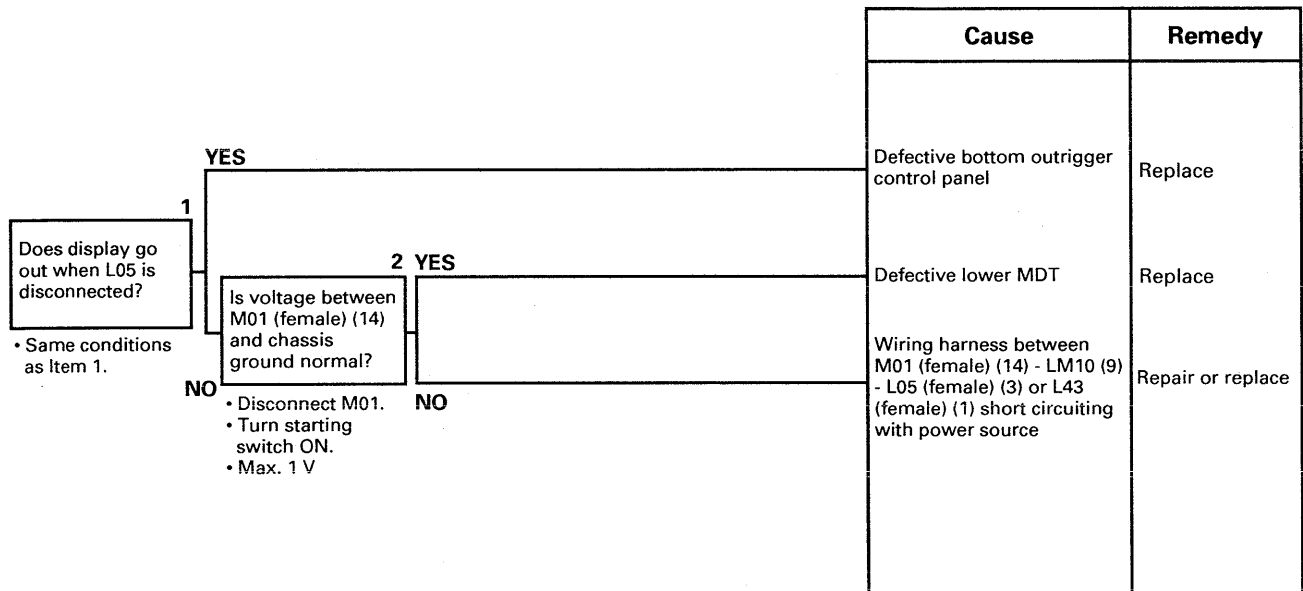 Cause
Remedy
YES
Defective bottom outrigger
control panel
Replace
1
Does display go
out when L05 is
disconnected?
• Same conditions
as Item 1.
2 YES
Defective lower MDT
Replace
Is voltage between
M01 (female) (14)
and chassis
ground normal?
NO
• Disconnect M01.
• Turn starting
switch ON.
• Max. 1 V
NO
Wiring harness between
M01 (female) (14) - LM10 (9)
- L05 (female) (3) or L43
(female) (1) short circuiting
with power source
Repair or replace